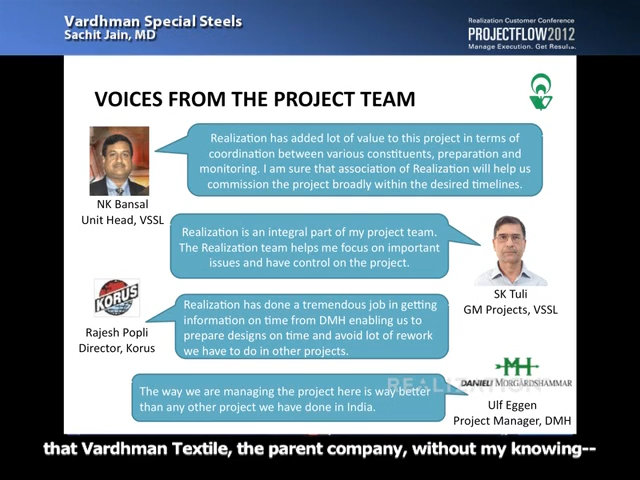 Vardhman Special Steels
Sachit Jain, MD
Realization Customer Conference
PROJECTFLOW2012
Manage Execution. Get Results.
VOICES FROM THE PROJECT TEAM
Realization has added lot of value to this project in terms of
coordination between various constituents, preparation and
monitoring. I am sure that association of Realization will help us
commission the project broadly within the desired timelines.
NK Bansal
Unit Head, VSSL
Realization is an integral part of my project team.
The Realization team helps me focus on important
issues and have control on the project.
SK Tuli
GM Projects, VSSL
KORUS
Rajesh Popli
Director, Korus
Realization has done a tremendous job in getting
information on time from DMH enabling us to
prepare designs on time and avoid lot of rework
we have to do in other projects.
The way we are managing the project here is way better
than any other project we have done in India.
REALIZATION
DANIELI MORGÅRDSHAMMAR
Ulf Eggen
Project Manager, DMH
that Vardhman Textile, the parent company, without my knowing--